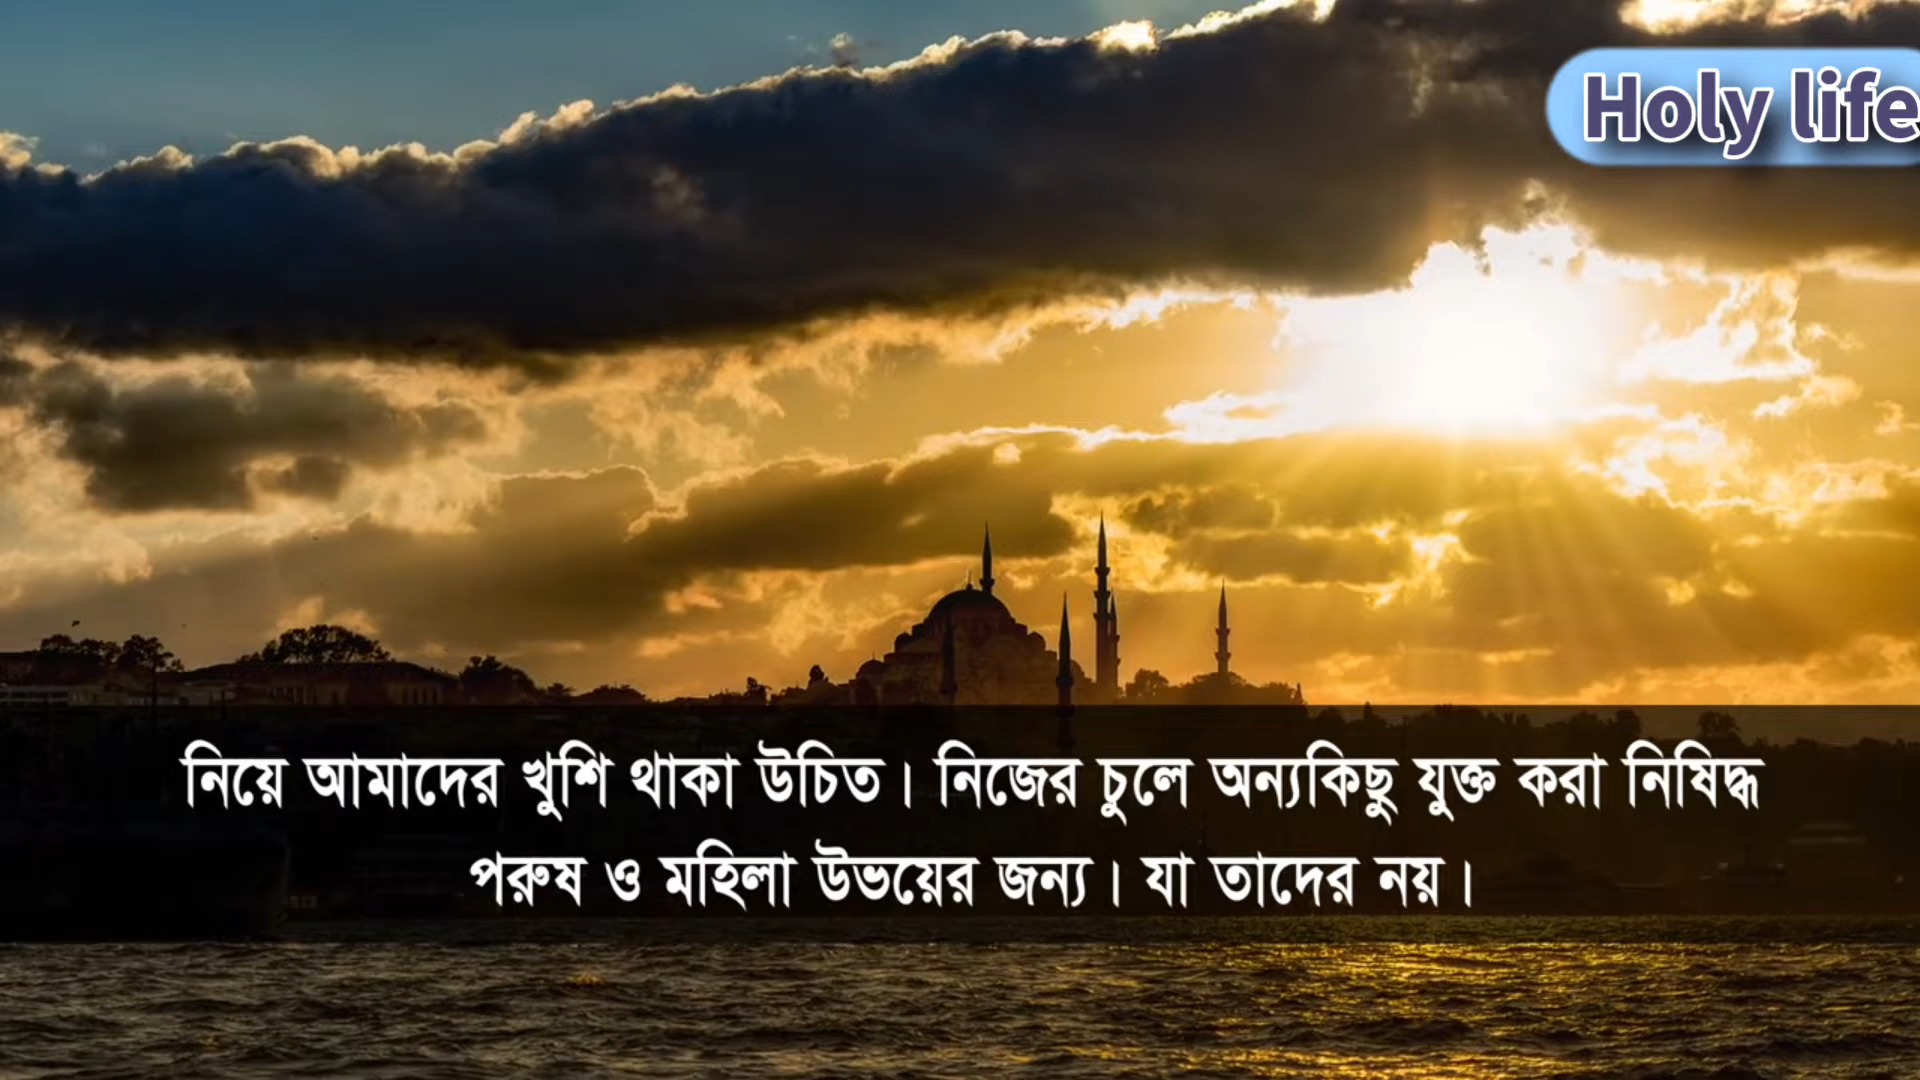 Holy life
নিয়ে আমাদের খুশি থাকা উচিত। নিজের চুলে অন্যকিছু যুক্ত করা নিষিদ্ধ
পরুষ ও মহিলা উভয়ের জন্য। যা তাদের নয়।